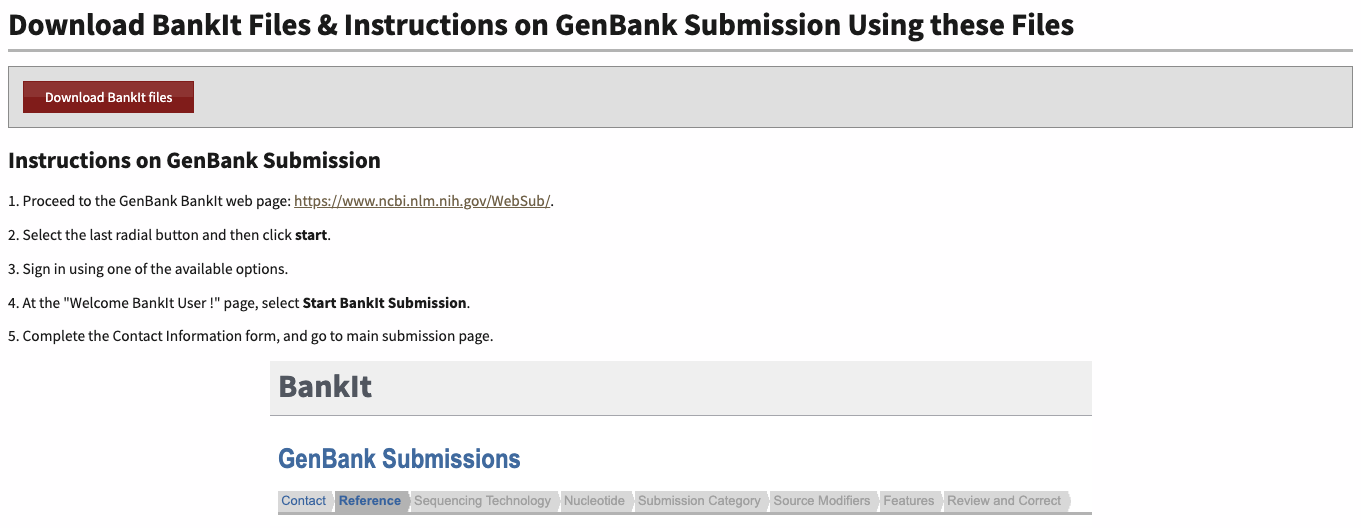 Download BankIt Files & Instructions on GenBank Submission Using these Files
Download BankIt files
Instructions on GenBank Submission
1. Proceed to the GenBank BankIt web page: https://www.ncbi.nlm.nih.gov/WebSub/.
2. Select the last radial button and then click start.
3. Sign in using one of the available options.
4. At the "Welcome BankIt User !" page, select Start BankIt Submission.
5. Complete the Contact Information form, and go to main submission page.
BankIt
GenBank Submissions
Contact Reference Sequencing Technology Nucleotide Submission Category Source Modifiers Features Review and Correct